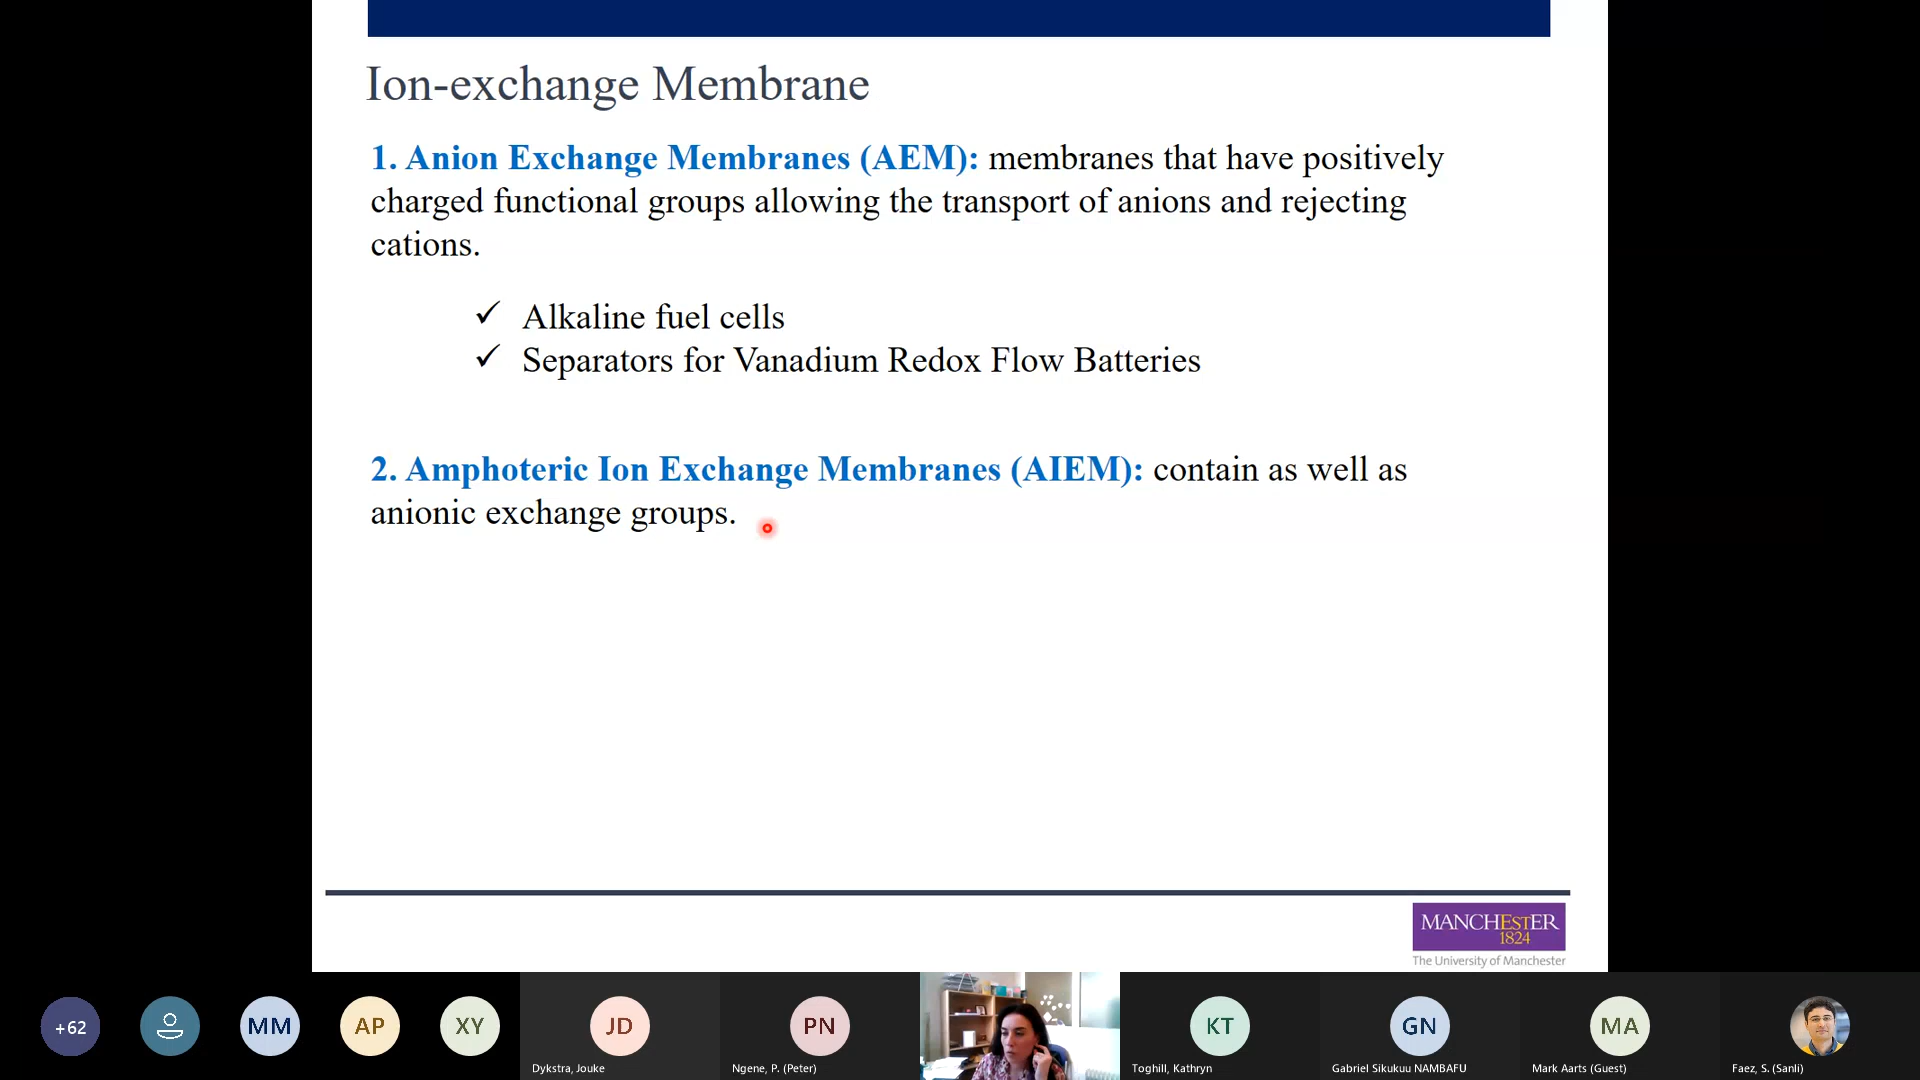 Ion-exchange Membrane
1. Anion Exchange Membranes (AEM): membranes that have positively
charged functional groups allowing the transport of anions and rejecting
cations.
✓ Alkaline fuel cells
✓ Separators for Vanadium Redox Flow Batteries
2. Amphoteric Ion Exchange Membranes (AIEM): contain as well as
anionic exchange groups.
MANCHESTER
1824
The University of Manchester
+62
MM
AP
XY
JD
PN
KT
GN
MA
Dykstra, Jouke
Ngene, P. (Peter)
Toghill, Kathryn
Gabriel Sikukuu NAMBAFU
Mark Aarts (Guest)
Faez, S. (Sanli)